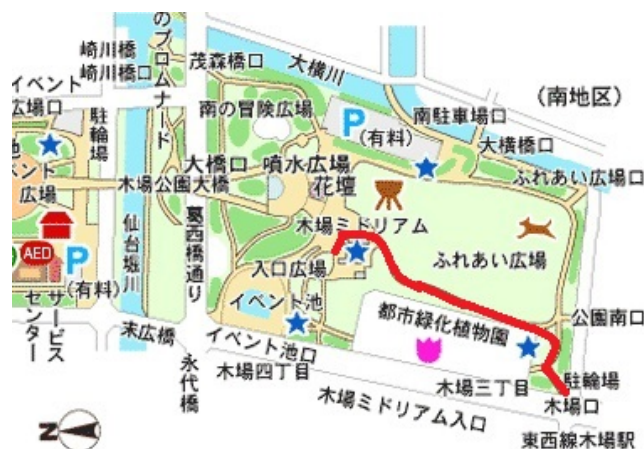 のプロムナード
崎川橋
崎川橋口
茂森橋口
大横川
(南地区)
イベント
広場口
駐輪場
南の冒険広場
P
(有料)
南駐車場口
大横橋口
ふれあい広場口
イベント
広場
木場公園大橋
大橋口
噴水広場
花壇
木場ミドリアム
仙台堀川
葛西橋通り
入口広場
ふれあい広場
AED
P
(有料)
サービス
センター
イベント池
都市緑化植物園
公園南口
末広橋
永代橋
イベント池口
木場四丁目
木場三丁目
駐輪場
木場口
木場ミドリアム入口
東西線木場駅
N